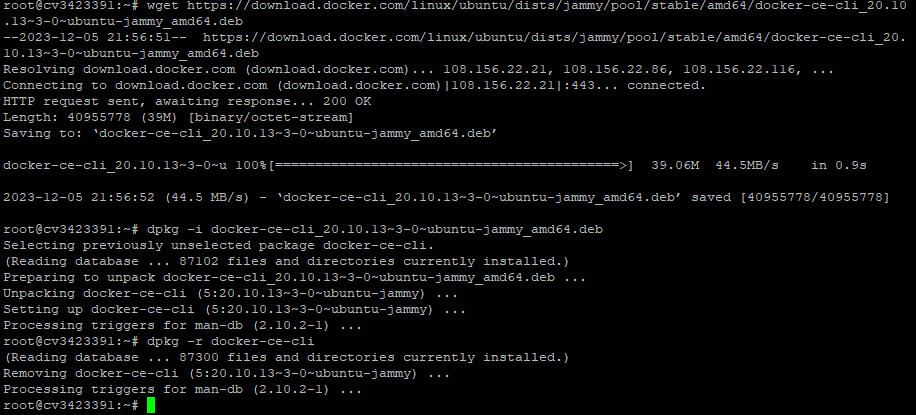 root@cv3423391:~# wget https://download.docker.com/linux/ubuntu/dists/jammy/pool/stable/amd64/docker-ce-cli_20.10
.13~3-0~ubuntu-jammy_amd64.deb
--2023-12-05 21:56:51--  https://download.docker.com/linux/ubuntu/dists/jammy/pool/stable/amd64/docker-ce-cli_20.
10.13~3-0~ubuntu-jammy_amd64.deb
Resolving download.docker.com (download.docker.com)... 108.156.22.21, 108.156.22.86, 108.156.22.116, ...
Connecting to download.docker.com (download.docker.com)|108.156.22.21|:443... connected.
HTTP request sent, awaiting response... 200 OK
Length: 40955778 (39M) [binary/octet-stream]
Saving to: ‘docker-ce-cli_20.10.13~3-0~ubuntu-jammy_amd64.deb’
docker-ce-cli_20.10.13~3-0~u 100%[===========================================>]  39.06M  44.5MB/s    in 0.9s
2023-12-05 21:56:52 (44.5 MB/s) - ‘docker-ce-cli_20.10.13~3-0~ubuntu-jammy_amd64.deb’ saved [40955778/40955778]
root@cv3423391:~# dpkg -i docker-ce-cli_20.10.13~3-0~ubuntu-jammy_amd64.deb
Selecting previously unselected package docker-ce-cli.
(Reading database ... 87102 files and directories currently installed.)
Preparing to unpack docker-ce-cli_20.10.13~3-0~ubuntu-jammy_amd64.deb ...
Unpacking docker-ce-cli (5:20.10.13~3-0~ubuntu-jammy) ...
Setting up docker-ce-cli (5:20.10.13~3-0~ubuntu-jammy) ...
Processing triggers for man-db (2.10.2-1) ...
root@cv3423391:~# dpkg -r docker-ce-cli
(Reading database ... 87300 files and directories currently installed.)
Removing docker-ce-cli (5:20.10.13~3-0~ubuntu-jammy) ...
Processing triggers for man-db (2.10.2-1) ...
root@cv3423391:~#